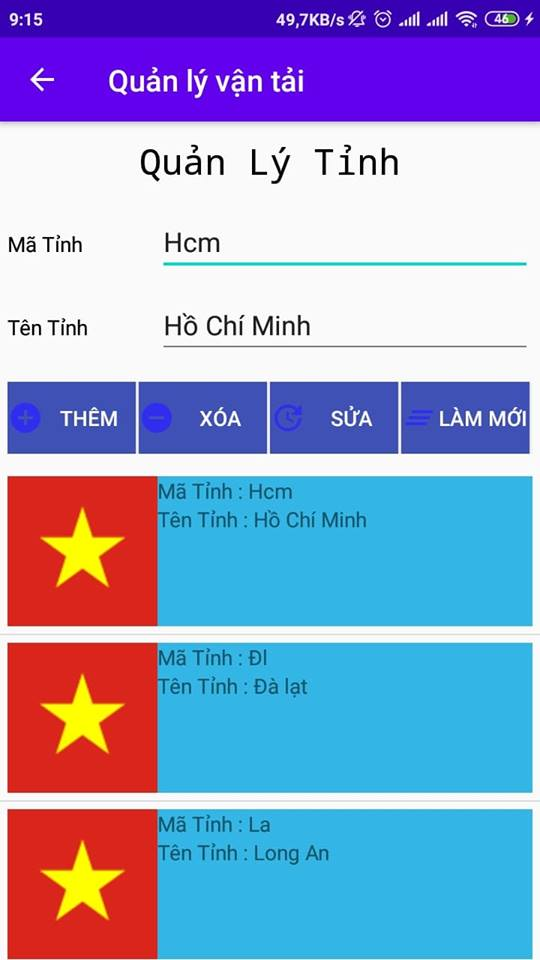 9:15 49,7KB/s 46
Quản lý vận tải
Quản Lý Tỉnh
Mã Tỉnh Hcm
Tên Tỉnh Hồ Chí Minh
THÊM XÓA SỬA LÀM MỚI
Mã Tỉnh : Hcm
Tên Tỉnh : Hồ Chí Minh
Mã Tỉnh : Đl
Tên Tỉnh : Đà lạt
Mã Tỉnh : La
Tên Tỉnh : Long An